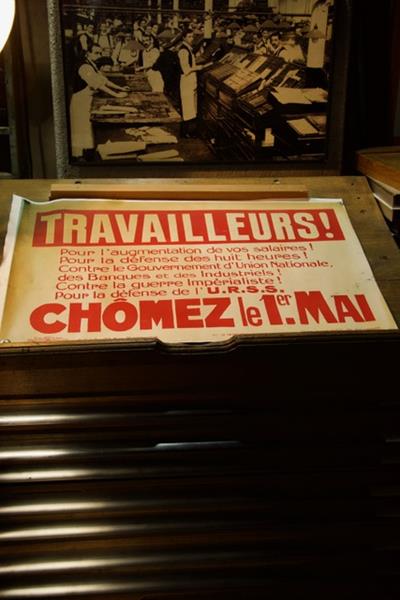 TRAVAILLEURS!
Pour l'augmentation de vos salaires!
Pour la défense des huit heures!
Contre le Gouvernement d'Union Nationale,
des Banques et des Industriels!
Contre la guerre Impérialiste!
Pour la défense de l'U.R.S.S.
CHÔMEZ le 1er. MAI